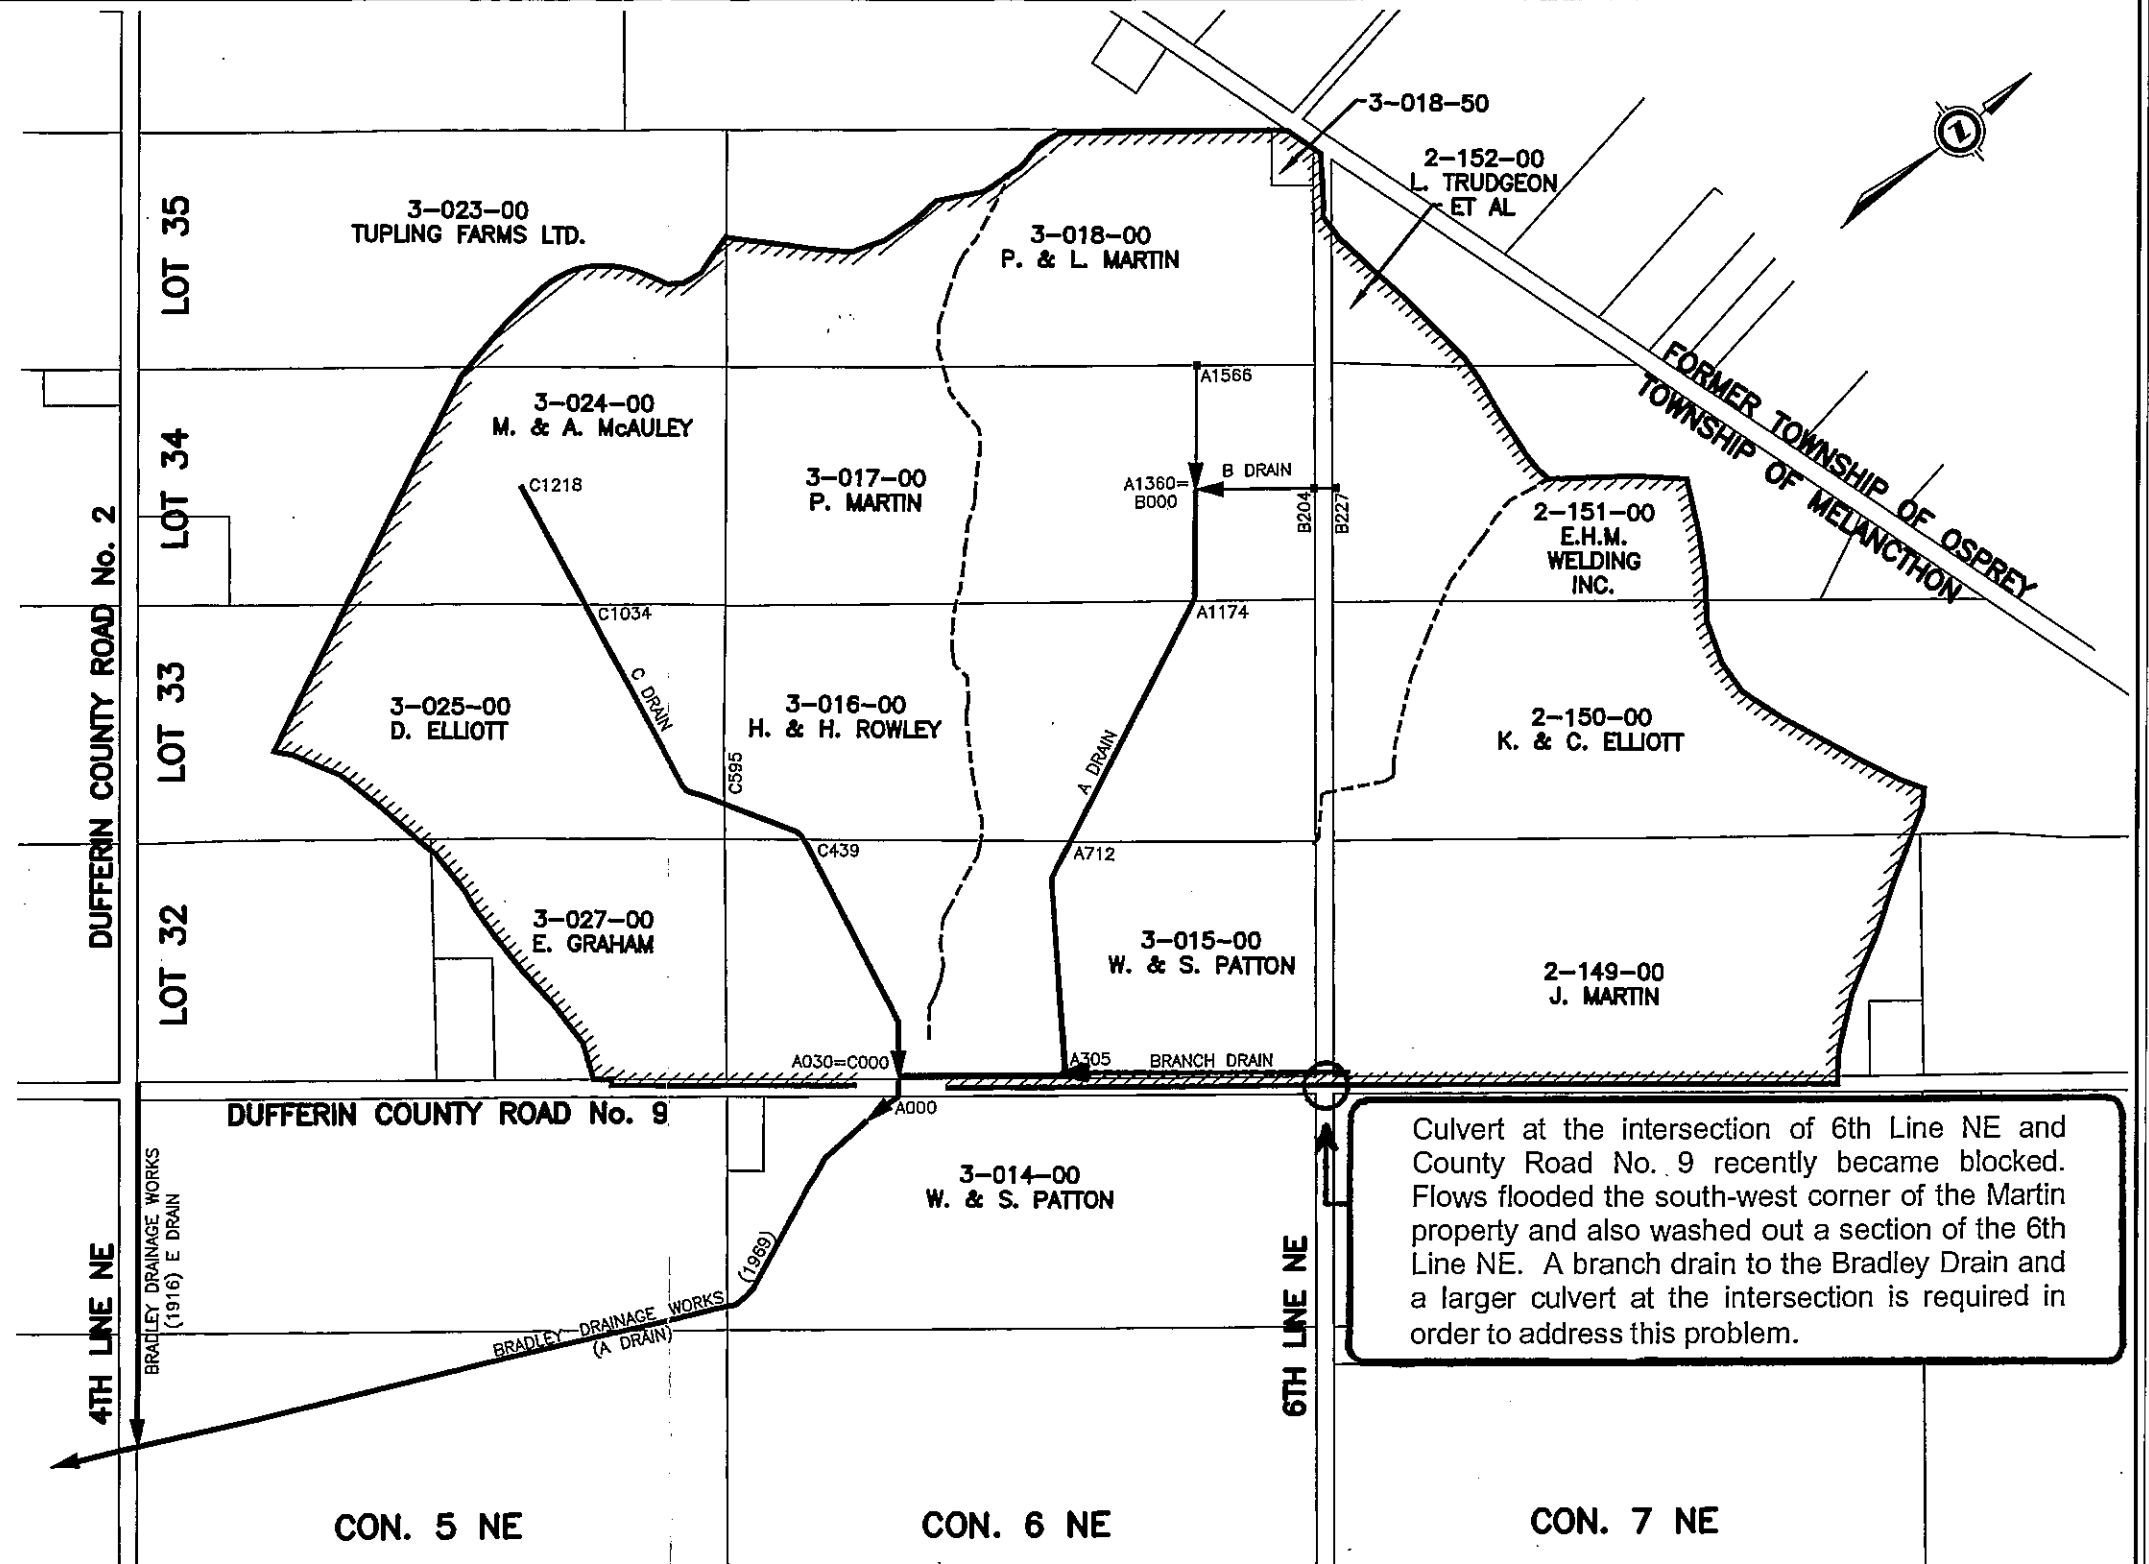 3-018-50
2-152-00
L. TRUDGEON
ET AL
3-023-00
TUPLING FARMS LTD.
3-018-00
P. & L. MARTIN
LOT 35
FORMER TOWNSHIP OF OSPREY
TOWNSHIP OF MELANCTHON
A1566
3-024-00
M. & A. McAULEY
3-017-00
P. MARTIN
C1218
A1360=
B000
B DRAIN
B204
B227
2-151-00
E.H.M.
WELDING
INC.
LOT 34
DUFFERIN COUNTY ROAD No. 2
C1034
A1174
LOT 33
3-025-00
D. ELLIOTT
C DRAIN
3-016-00
H. & H. ROWLEY
C595
A DRAIN
2-150-00
K. & C. ELLIOTT
C439
A712
LOT 32
3-027-00
E. GRAHAM
3-015-00
W. & S. PATTON
2-149-00
J. MARTIN
A030=C000
A305
BRANCH DRAIN
DUFFERIN COUNTY ROAD No. 9
A000
3-014-00
W. & S. PATTON
Culvert at the intersection of 6th Line NE and
County Road No. 9 recently became blocked.
Flows flooded the south-west corner of the Martin
property and also washed out a section of the 6th
Line NE. A branch drain to the Bradley Drain and
a larger culvert at the intersection is required in
order to address this problem.
4TH LINE NE
BRADLEY DRAINAGE WORKS
(1916) E DRAIN
(1969)
BRADLEY DRAINAGE WORKS
(A DRAIN)
6TH LINE NE
CON. 5 NE
CON. 6 NE
CON. 7 NE
Z